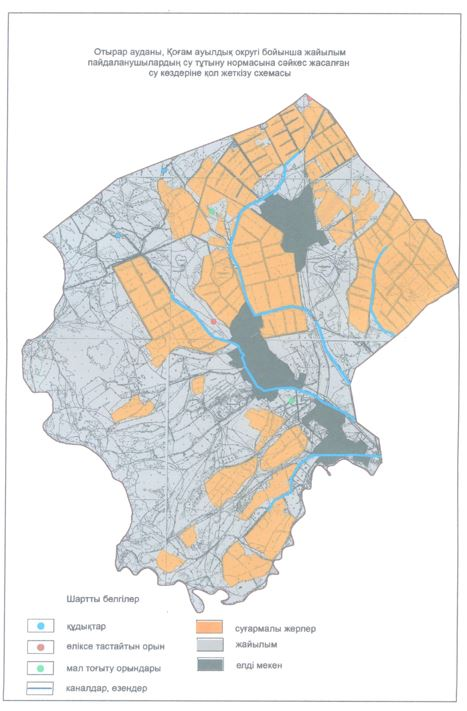 Отырар ауданы, Қоғам ауылдық округі бойынша жайылым
пайдаланушылардың су тұтыну нормасына сәйкес жасалған
су көздеріне қол жеткізу схемасы
Шартты белгілер
құдықтар
өліксе тастайтын орын
мал тоғыту орындары
каналдар, өзендер
суғармалы жерлер
жайылым
елді мекен